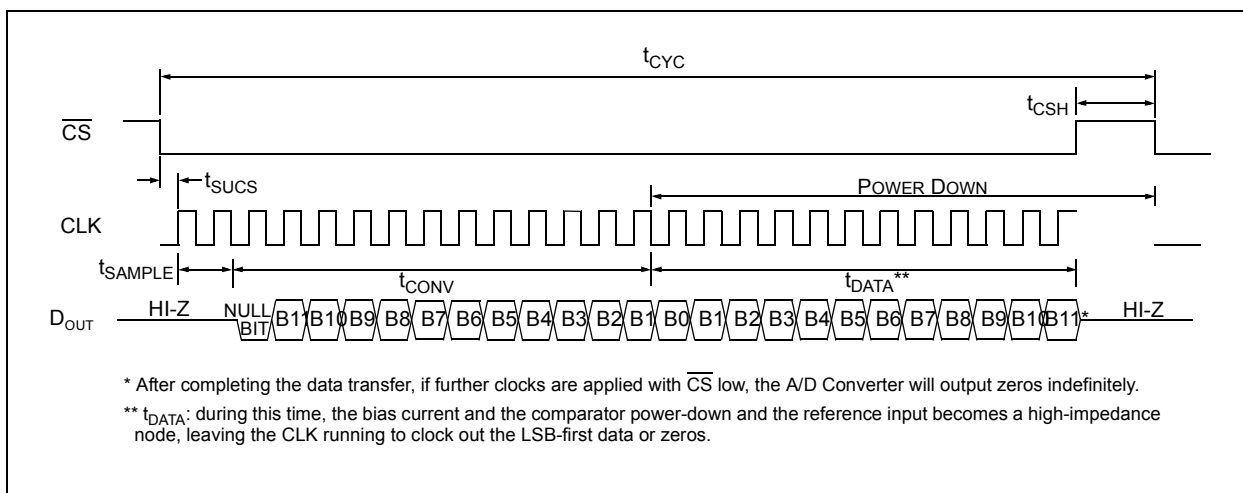 tCYC
tCSH
CS
tSUCS
POWER DOWN
CLK
tSAMPLE
tCONV
tDATA**
DOUT
HI-Z
NULL BIT
B11 B10 B9 B8 B7 B6 B5 B4 B3 B2 B1 B0 B1 B2 B3 B4 B5 B6 B7 B8 B9 B10 B11*
HI-Z
* After completing the data transfer, if further clocks are applied with CS low, the A/D Converter will output zeros indefinitely.
** tDATA: during this time, the bias current and the comparator power-down and the reference input becomes a high-impedance
node, leaving the CLK running to clock out the LSB-first data or zeros.